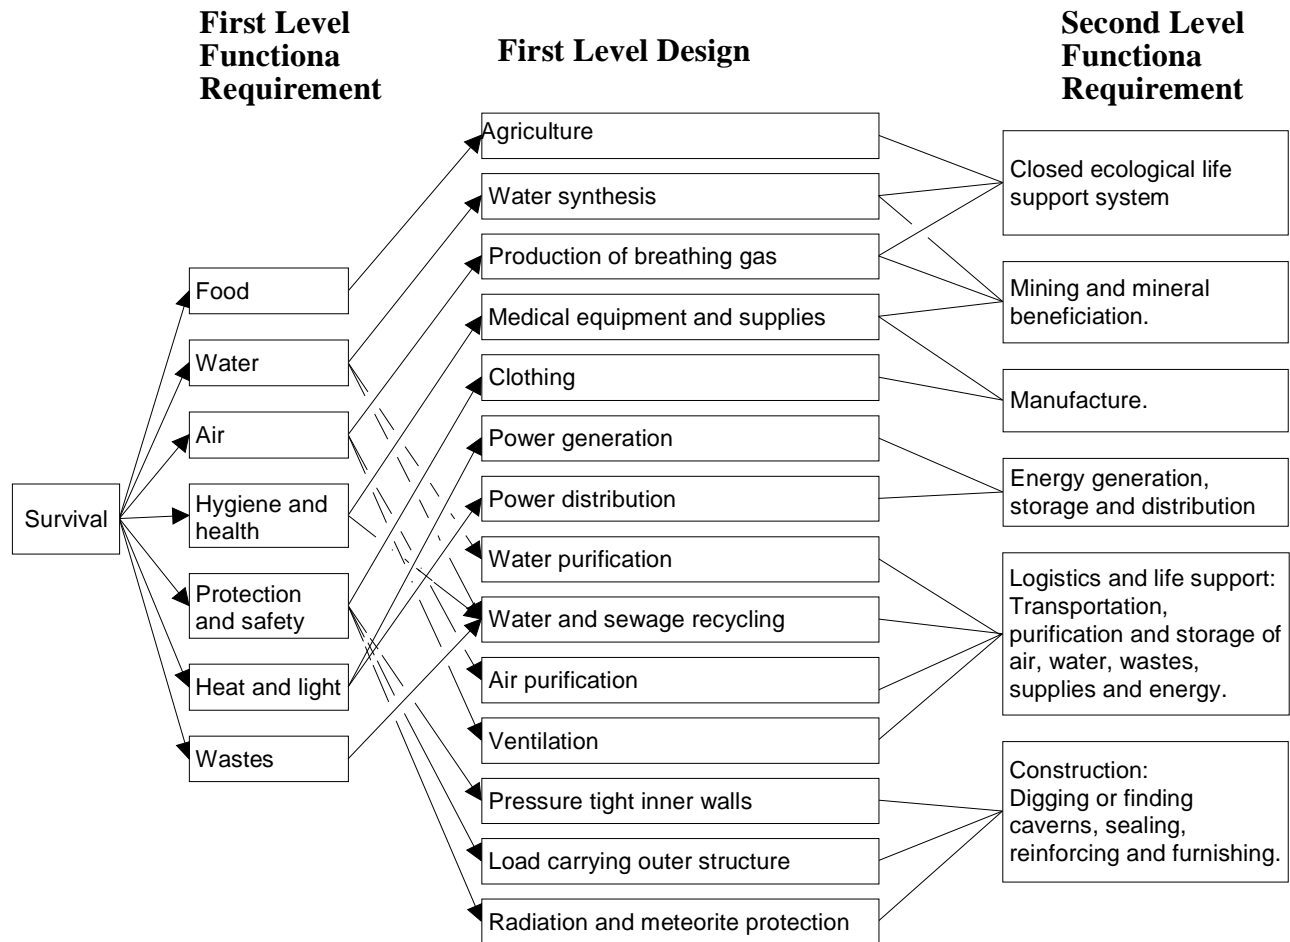 First Level
Functiona
Requirement
First Level Design
Second Level
Functiona
Requirement
Survival
Food
Water
Air
Hygiene and
health
Protection
and safety
Heat and light
Wastes
Agriculture
Water synthesis
Production of breathing gas
Medical equipment and supplies
Clothing
Power generation
Power distribution
Water purification
Water and sewage recycling
Air purification
Ventilation
Pressure tight inner walls
Load carrying outer structure
Radiation and meteorite protection
Closed ecological life
support system
Mining and mineral
beneficiation.
Manufacture.
Energy generation,
storage and distribution
Logistics and life support:
Transportation,
purification and storage of
air, water, wastes,
supplies and energy.
Construction:
Digging or finding
caverns, sealing,
reinforcing and furnishing.